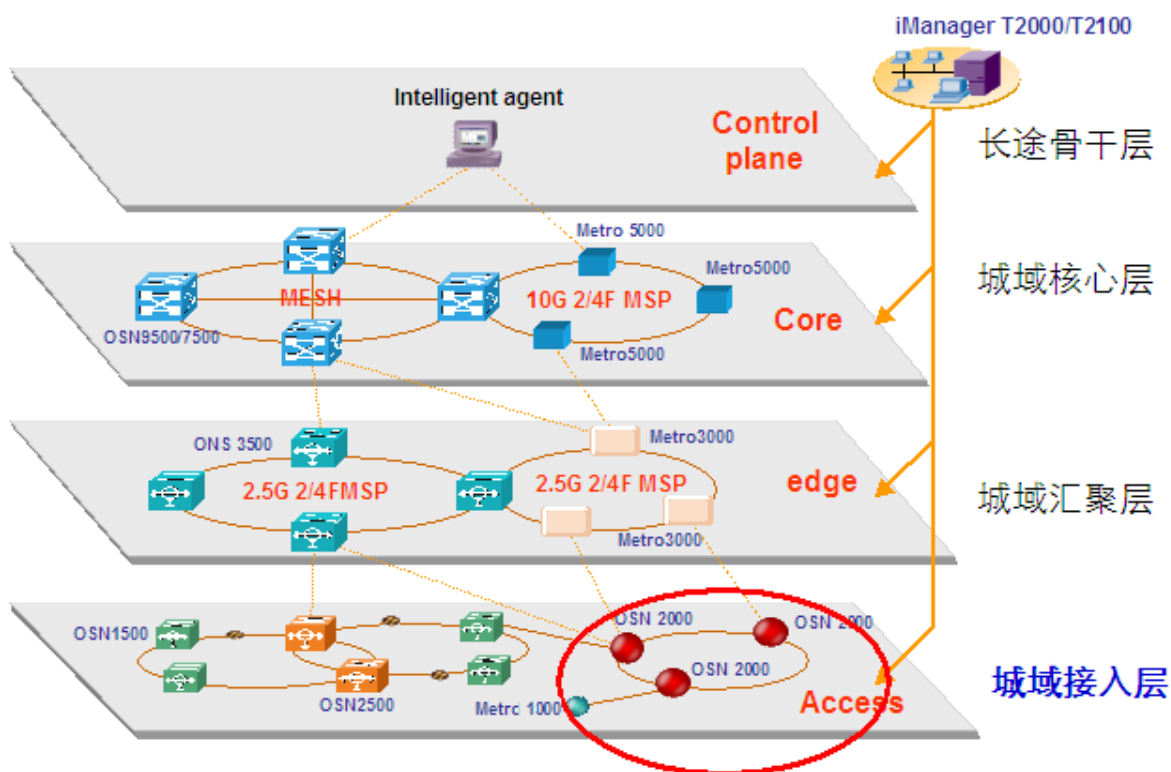 iManager T2000/T2100
Intelligent agent
Control
plane
长途骨干层
Metro 5000
Metro5000
MESH
10G 2/4F MSP
城域核心层
Core
OSN9500/7500
Metro5000
ONS 3500
Metro3000
2.5G 2/4FMSP
2.5G 2/4F MSP
edge
城域汇聚层
Metro3000
OSN1500
OSN 2000
OSN 2000
OSN 2000
城域接入层
OSN2500
Metrc 1000
Access